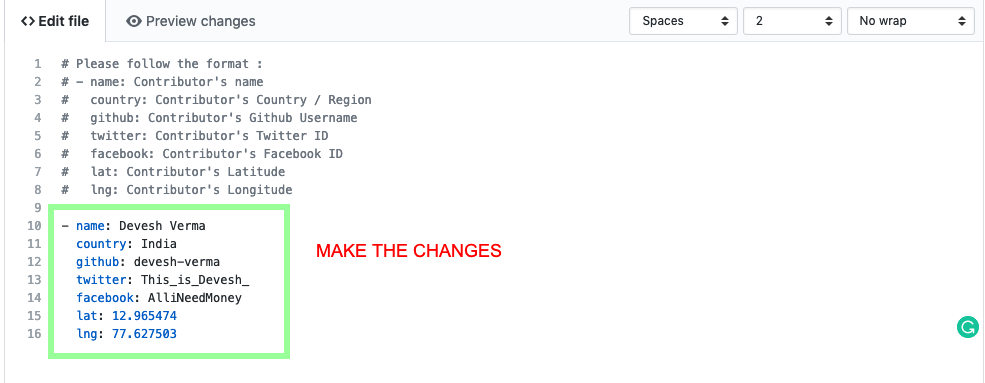 <> Edit file Preview changes Spaces 2 No wrap
1 # Please follow the format :
2 # - name: Contributor's name
3 #   country: Contributor's Country / Region
4 #   github: Contributor's Github Username
5 #   twitter: Contributor's Twitter ID
6 #   facebook: Contributor's Facebook ID
7 #   lat: Contributor's Latitude
8 #   lng: Contributor's Longitude
9
10 - name: Devesh Verma
11   country: India
MAKE THE CHANGES
12   github: devesh-verma
13   twitter: This_is_Devesh_
14   facebook: AlliNeedMoney
15   lat: 12.965474
16   lng: 77.627503